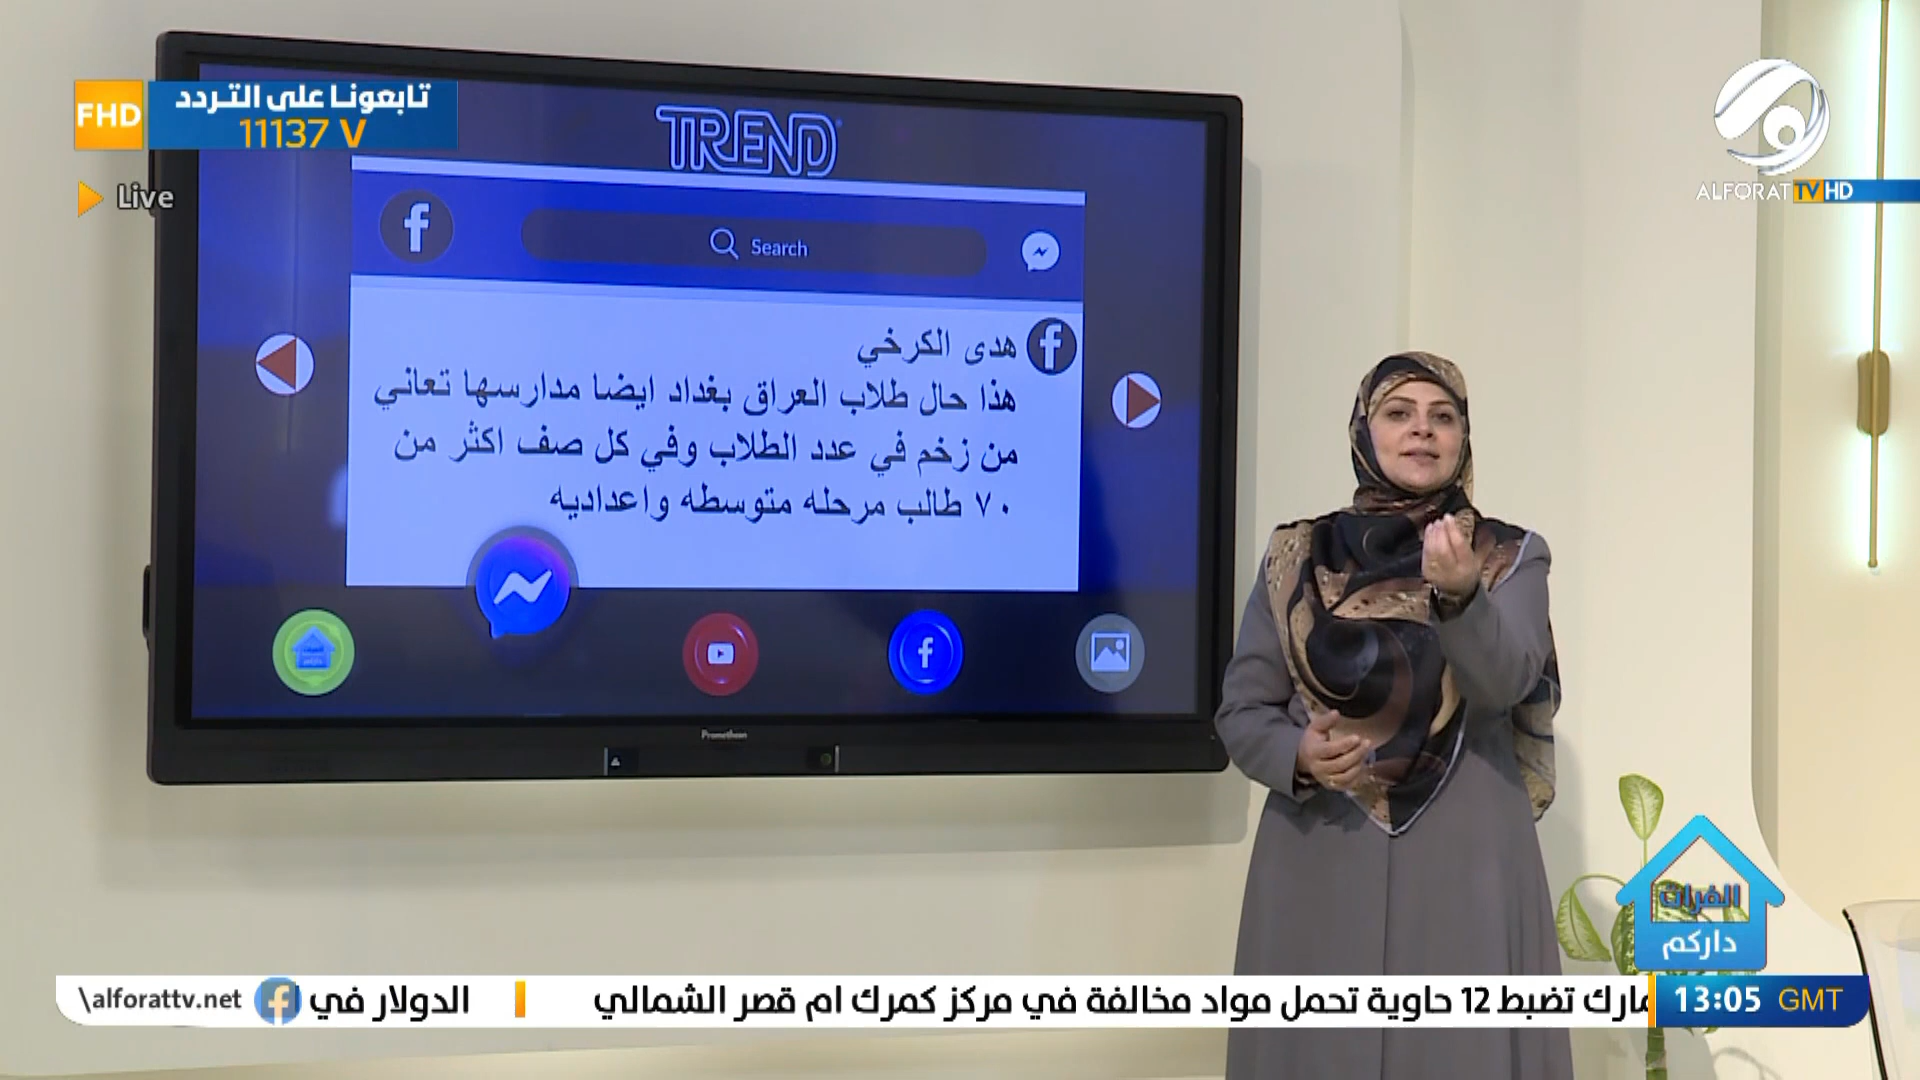 FHD
تابعونا على التردد
11137 V
Live
ALFORAT TV HD
TREND
Search
هدى الكرخي
هذا حال طلاب العراق بغداد ايضا مدارسها تعاني
من زخم في عدد الطلاب وفي كل صف اكثر من
٧٠ طالب مرحله متوسطه واعداديه
Promethean
الفرات
داركم
مارك تضبط 12 حاوية تحمل مواد مخالفة في مركز كمرك ام قصر الشمالي
الدولار في
\alforattv.net
13:05 GMT